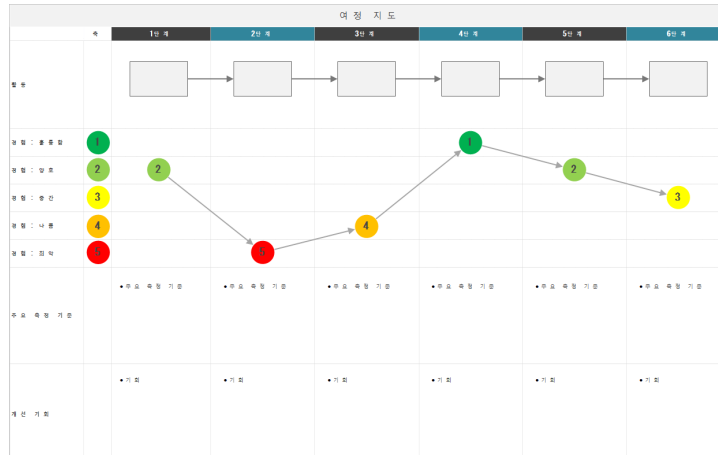 여정 지도
축 1단계 2단계 3단계 4단계 5단계 6단계
활동
경험: 훌륭함 1 1
경험: 양호 2 2 2
경험: 중간 3 3
경험: 나쁨 4 4
경험: 최악 5 5
주요 측정 기준 •주요 측정 기준 •주요 측정 기준 •주요 측정 기준 •주요 측정 기준 •주요 측정 기준 •주요 측정 기준
개선 기회 •기회 •기회 •기회 •기회 •기회 •기회